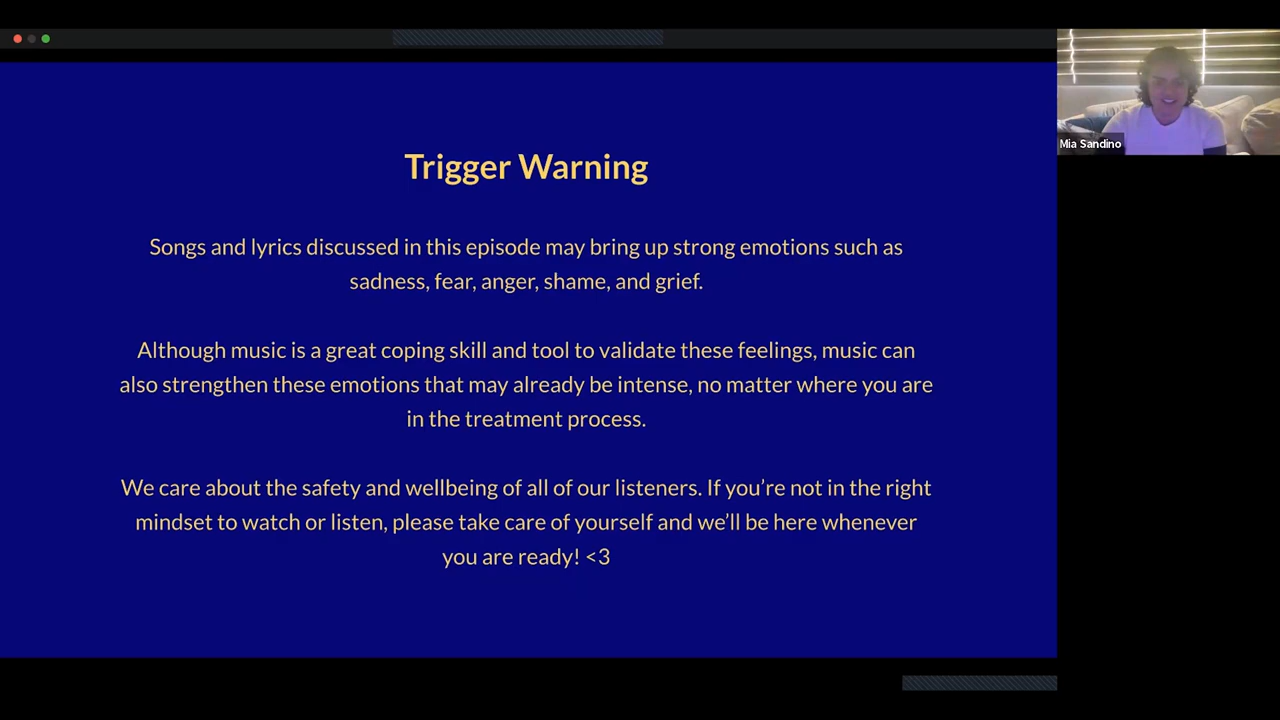 Trigger Warning
Songs and lyrics discussed in this episode may bring up strong emotions such as
sadness, fear, anger, shame, and grief.
Although music is a great coping skill and tool to validate these feelings, music can
also strengthen these emotions that may already be intense, no matter where you are
in the treatment process.
We care about the safety and wellbeing of all of our listeners. If you’re not in the right
mindset to watch or listen, please take care of yourself and we’ll be here whenever
you are ready! <3
Mia Sandino